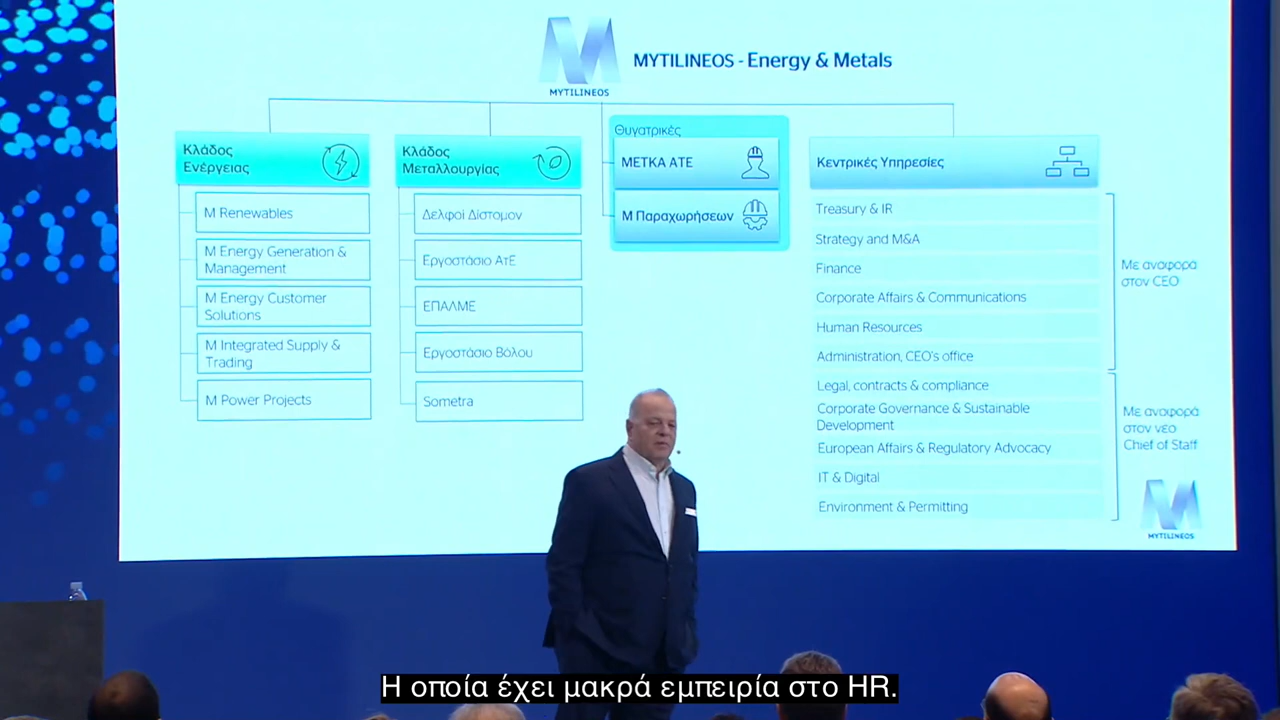 MYTILINEOS
MYTILINEOS - Energy & Metals
Κλάδος
Ενέργειας
M Renewables
M Energy Generation &
Management
M Energy Customer
Solutions
M Integrated Supply &
Trading
M Power Projects
Κλάδος
Μεταλλουργίας
Δελφοί Δίστομον
Εργοστάσιο ΑτΕ
ΕΠΑΛΜΕ
Εργοστάσιο Βόλου
Sometra
Θυγατρικές
ΜΕΤΚΑ ΑΤΕ
Μ Παραχωρήσεων
Κεντρικές Υπηρεσίες
Treasury & IR
Strategy and M&A
Finance
Corporate Affairs & Communications
Human Resources
Administration, CEO's office
Legal, contracts & compliance
Corporate Governance & Sustainable
Development
European Affairs & Regulatory Advocacy
IT & Digital
Environment & Permitting
Με αναφορά
στον CEO
Με αναφορά
στον νέο
Chief of Staff
MYTILINEOS
Η οποία έχει μακρά εμπειρία στο HR.